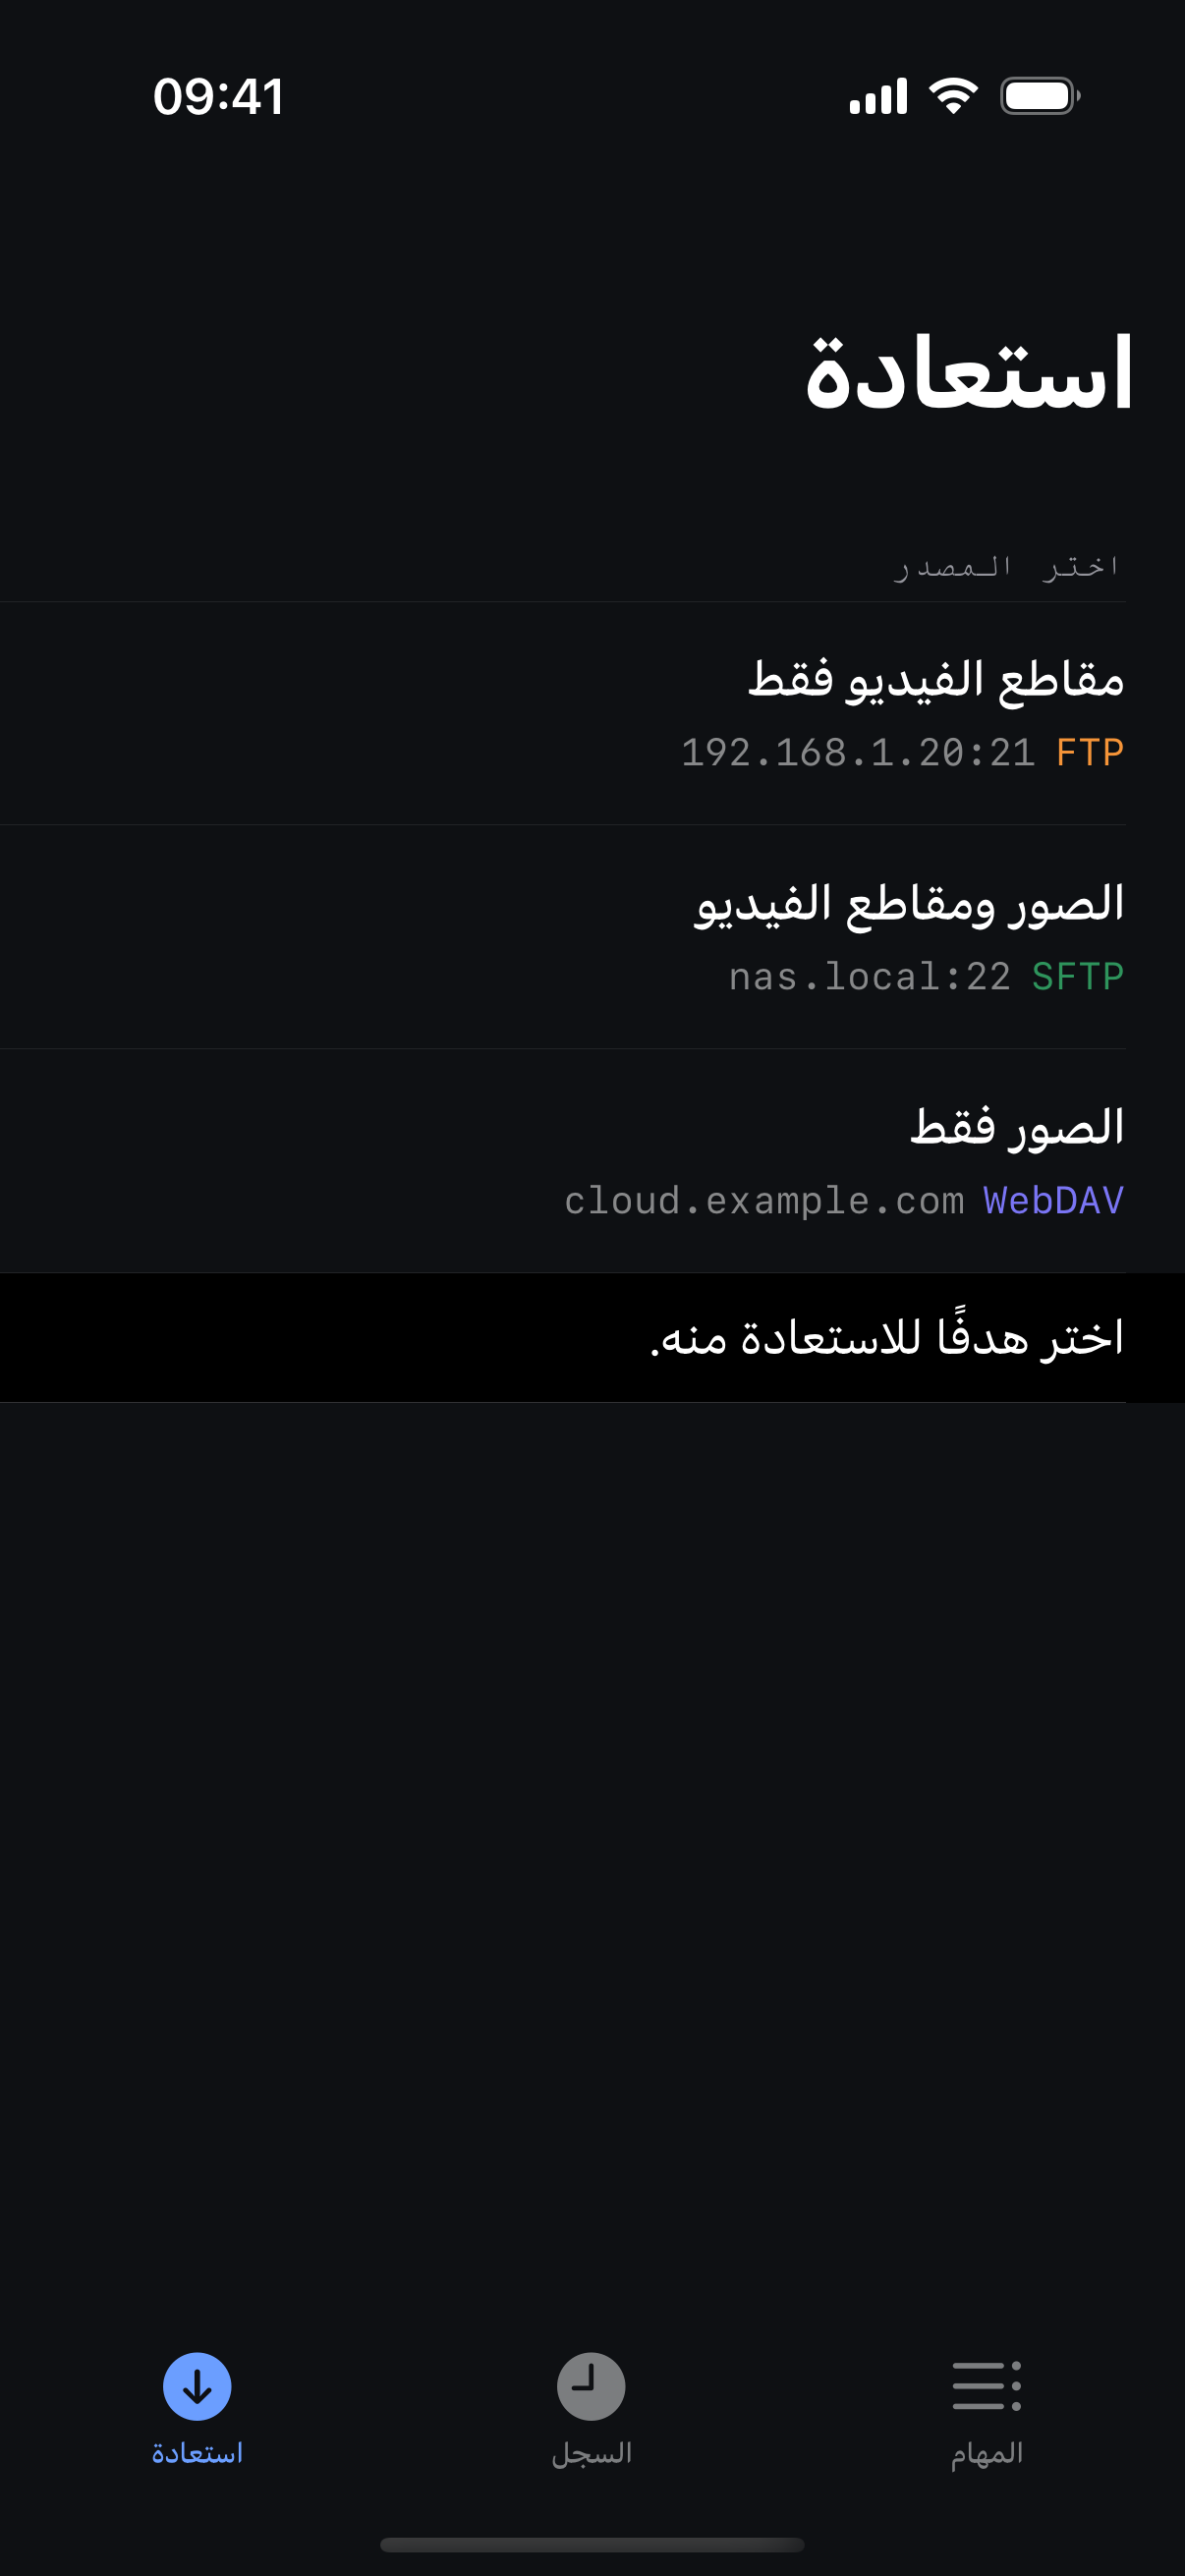 09:41
استعادة
اختر المصدر
مقاطع الفيديو فقط
FTP 192.168.1.20:21
الصور ومقاطع الفيديو
SFTP nas.local:22
الصور فقط
WebDAV cloud.example.com
اختر هدفًا للاستعادة منه.
المهام
السجل
استعادة